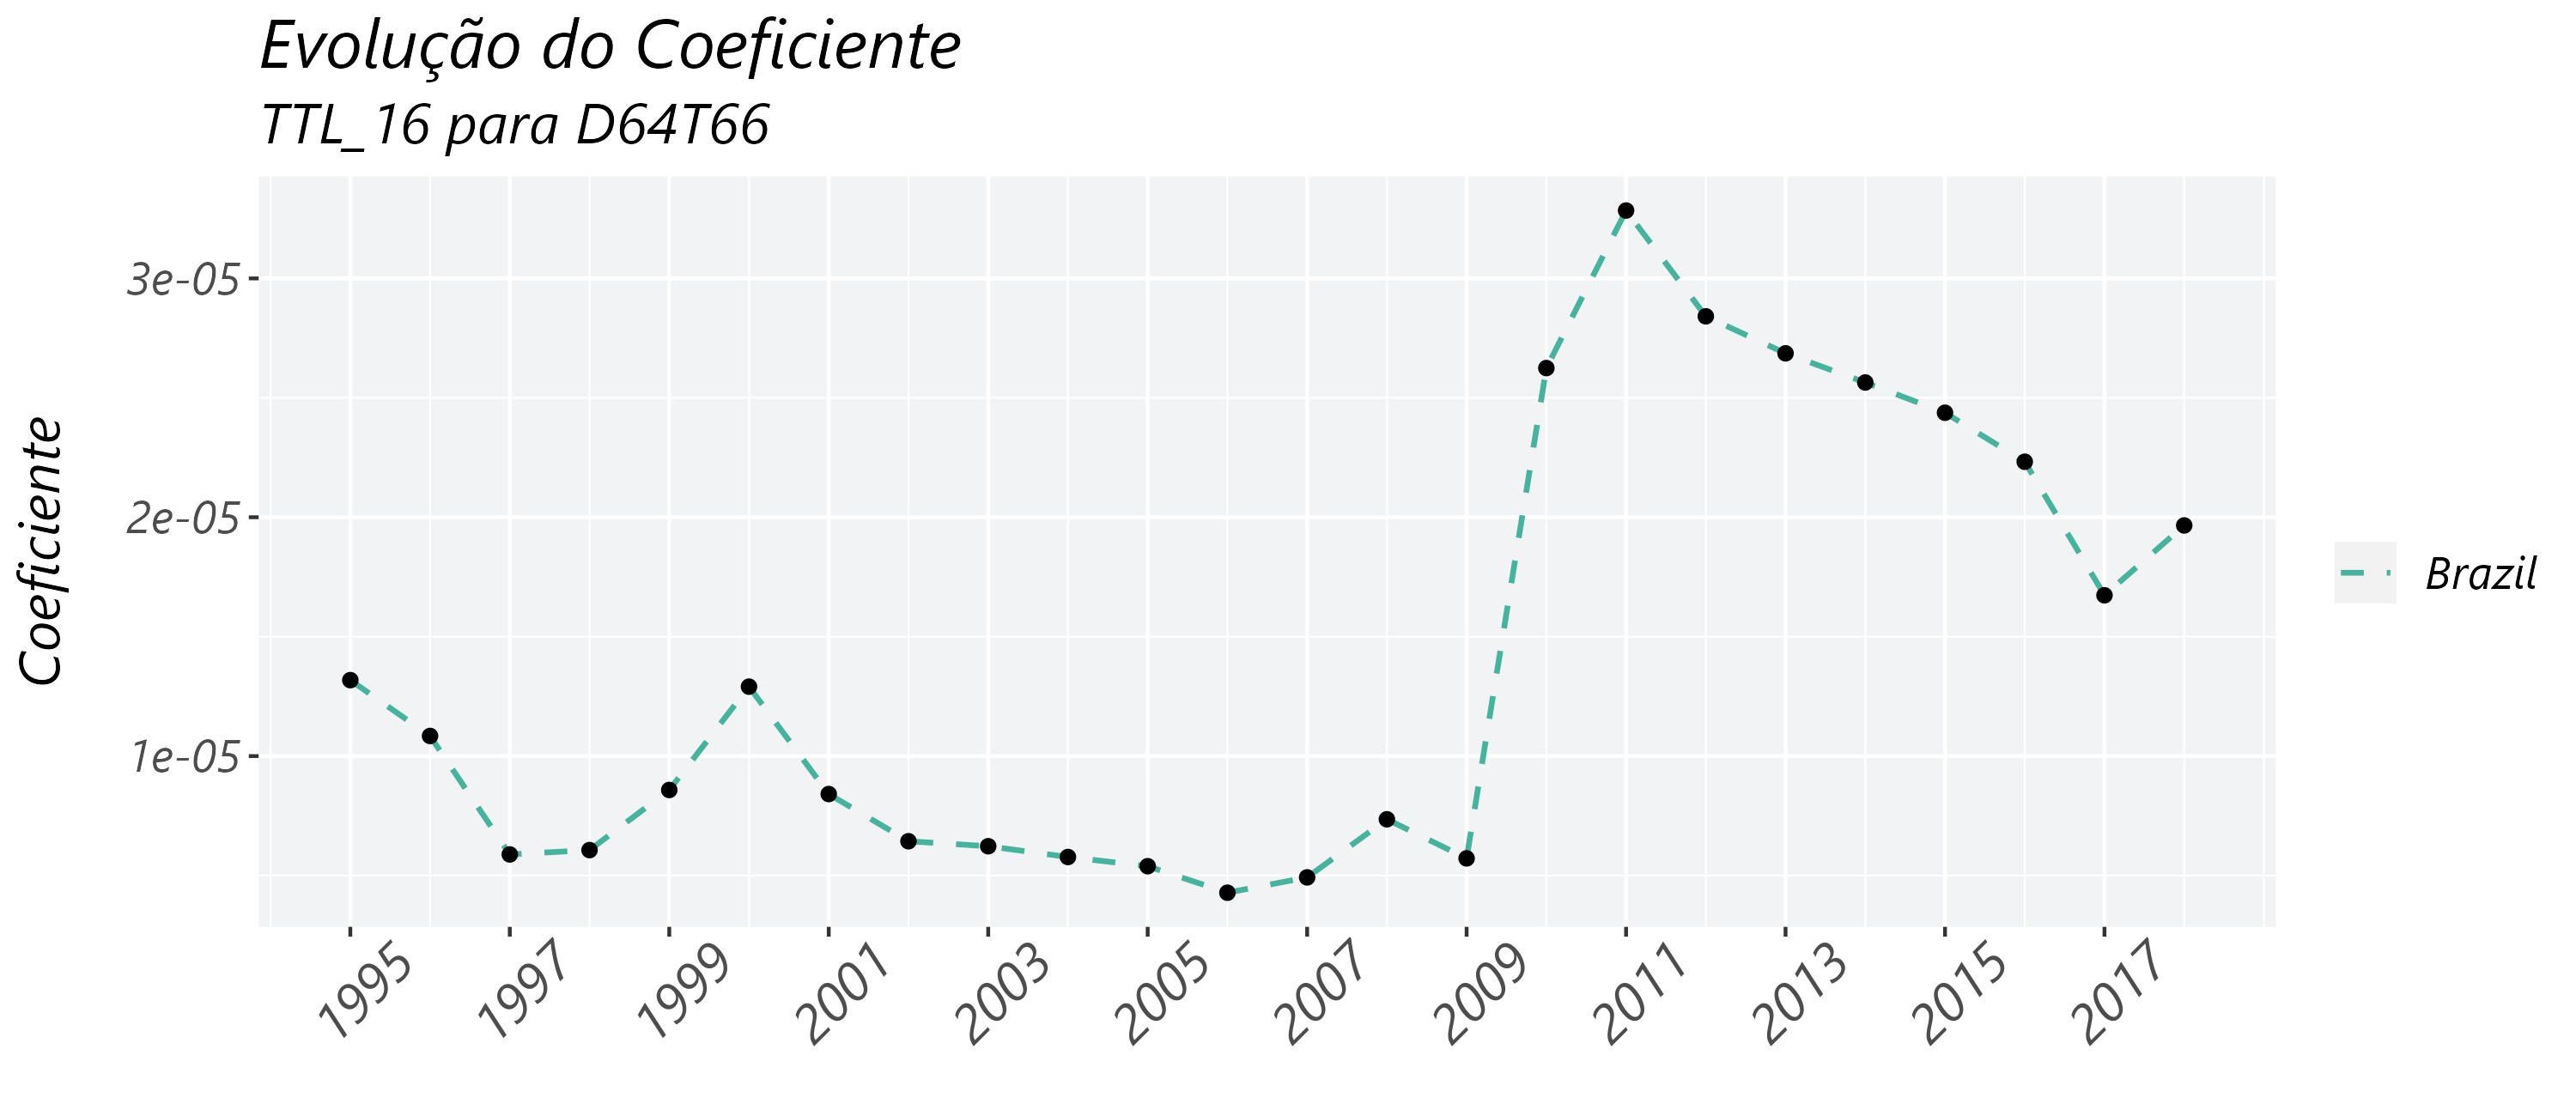 Evolução do Coeficiente
TTL_16 para D64T66
Coeficiente
3e-05
2e-05
1e-05
1995
1997
1999
2001
2003
2005
2007
2009
2011
2013
2015
2017
Brazil